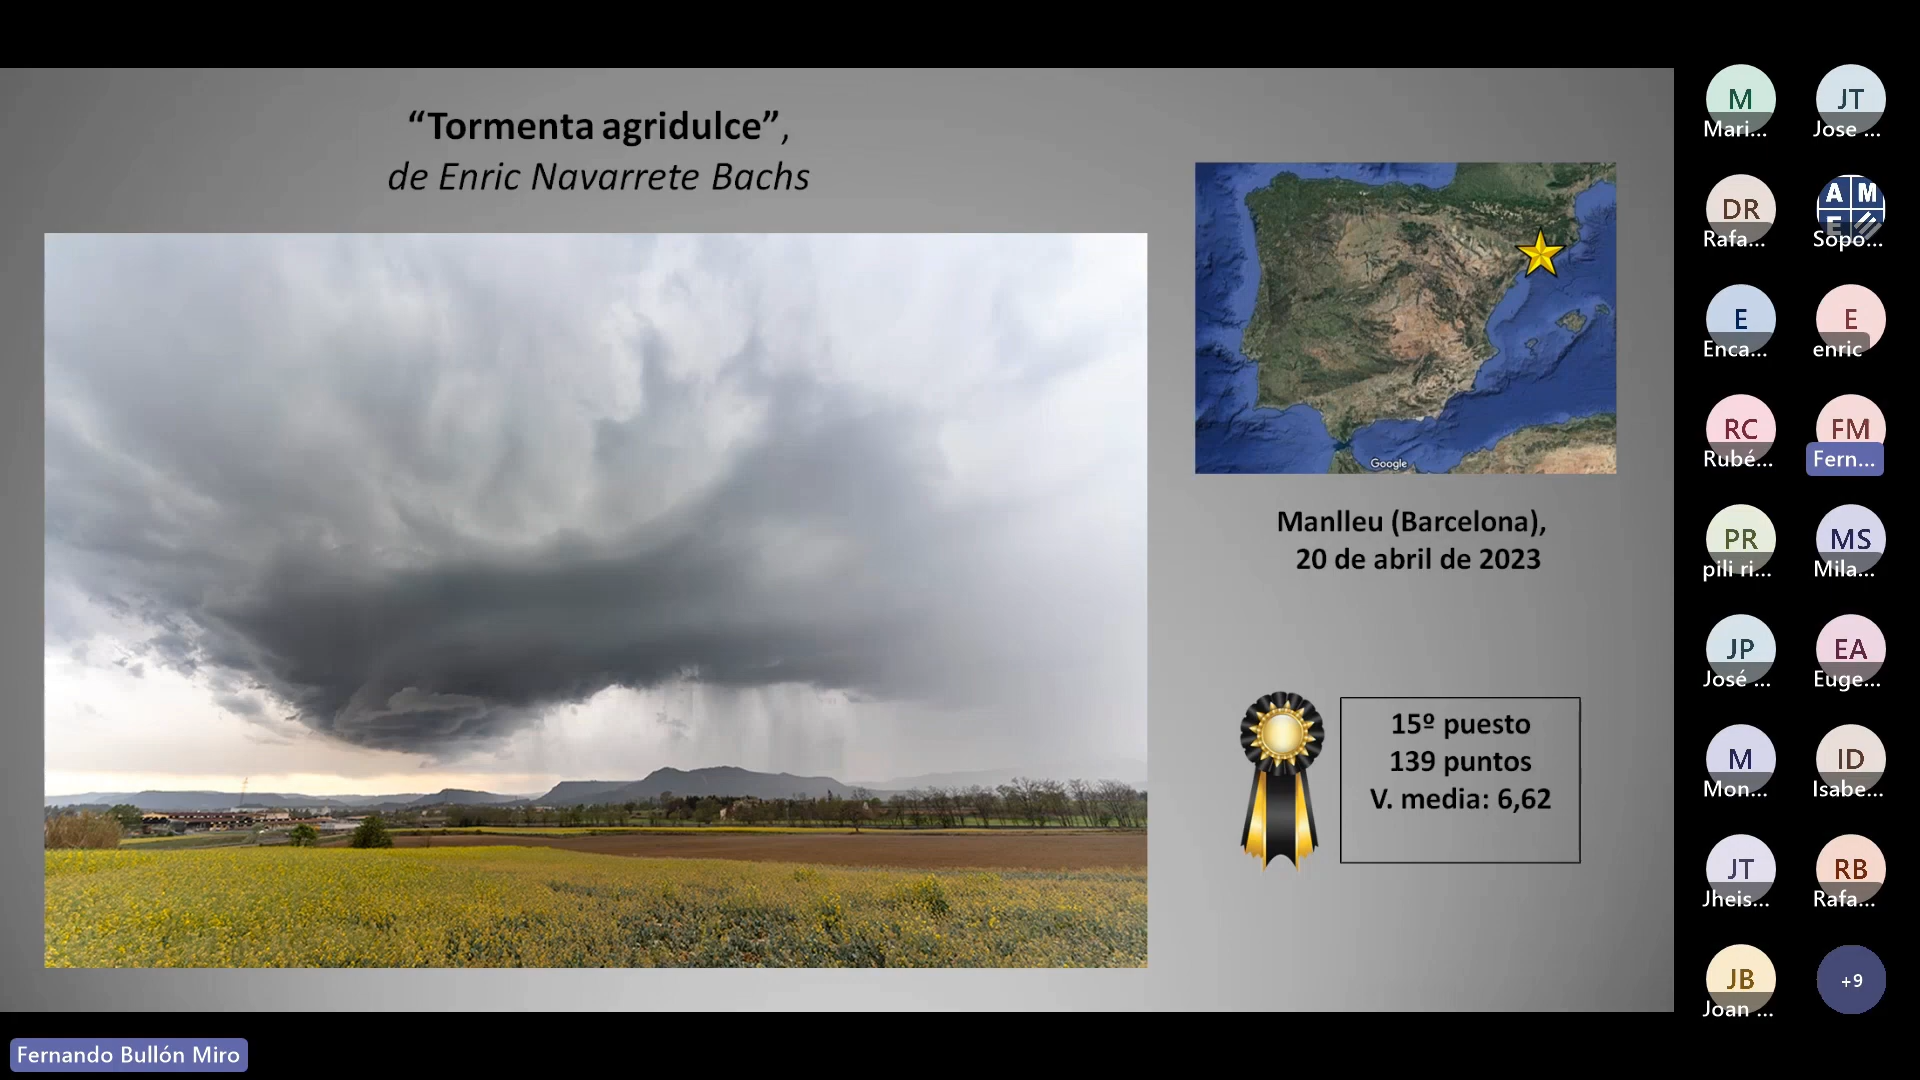 “Tormenta agridulce”,
de Enric Navarrete Bachs
Google
Manlleu (Barcelona),
20 de abril de 2023
15º puesto
139 puntos
V. media: 6,62
M
Mari...
JT
Jose ...
DR
Rafa...
A M
E
Sopo...
E
Enca...
E
enric
RC
Rubé...
FM
Fern...
PR
pili ri...
MS
Mila...
JP
José ...
EA
Euge...
M
Mon...
ID
Isabe...
JT
Jheis...
RB
Rafa...
JB
Joan ...
+9
Fernando Bullón Miro